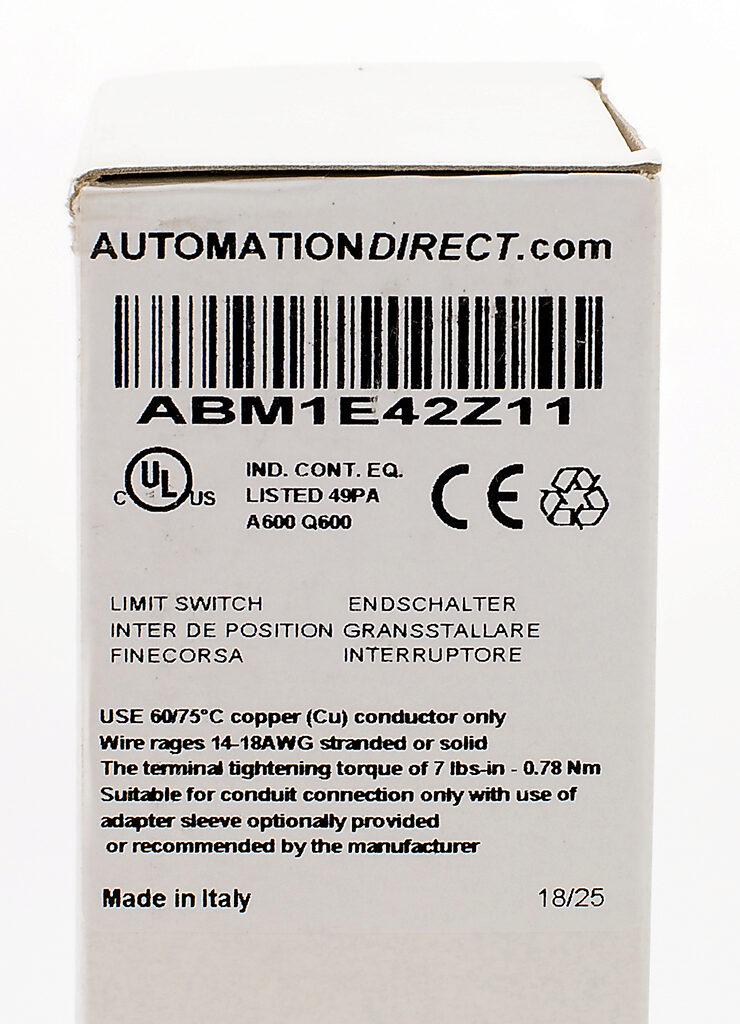 AUTOMATIONDIRECT.com
ABM1E42Z11
C UL US
IND. CONT. EQ.
LISTED 49PA
A600 Q600
CE
LIMIT SWITCH ENDSCHALTER
INTER DE POSITION GRANSSTALLARE
FINECORSA INTERRUPTORE
USE 60/75°C copper (Cu) conductor only
Wire rages 14-18AWG stranded or solid
The terminal tightening torque of 7 lbs-in - 0.78 Nm
Suitable for conduit connection only with use of
adapter sleeve optionally provided
or recommended by the manufacturer
Made in Italy 18/25